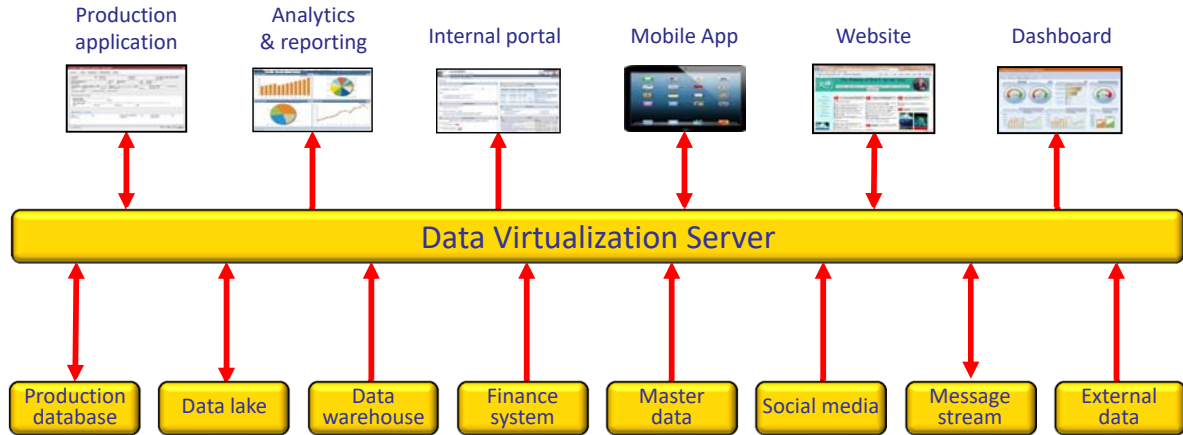 Production
application
Analytics
& reporting
Internal portal
Mobile App
Website
Dashboard
Data Virtualization Server
Production
database
Data lake
Data
warehouse
Finance
system
Master
data
Social media
Message
stream
External
data